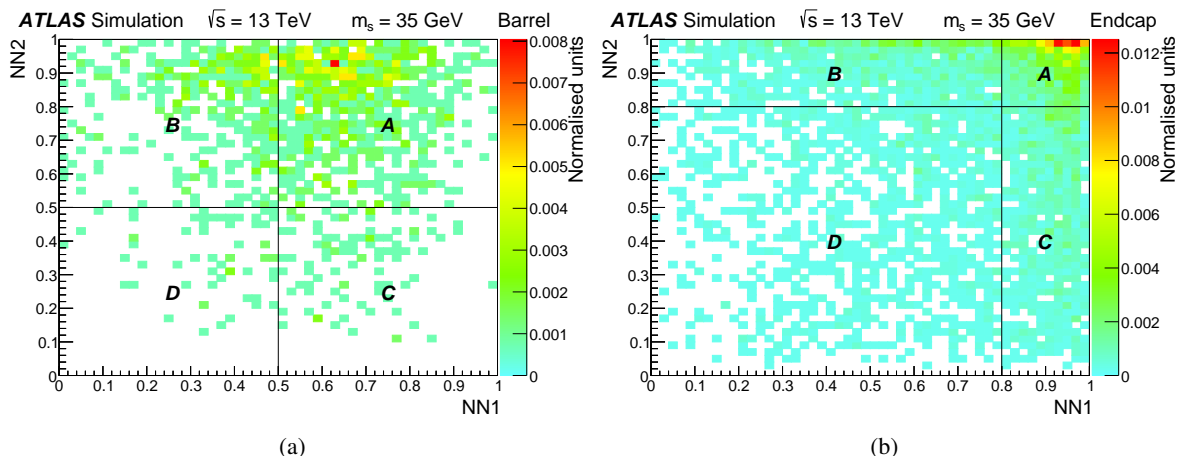 ATLAS Simulation √s = 13 TeV m_s = 35 GeV Barrel
NN2
1
0.9
0.8
0.7
0.6
0.5
0.4
0.3
0.2
0.1
0
B
A
D
C
0 0.1 0.2 0.3 0.4 0.5 0.6 0.7 0.8 0.9 1
NN1
0.008
0.007
0.006
0.005
0.004
0.003
0.002
0.001
0
Normalised units
(a)
ATLAS Simulation √s = 13 TeV m_s = 35 GeV Endcap
NN2
1
0.9
0.8
0.7
0.6
0.5
0.4
0.3
0.2
0.1
0
B
A
D
C
0 0.1 0.2 0.3 0.4 0.5 0.6 0.7 0.8 0.9 1
NN1
0.012
0.01
0.008
0.006
0.004
0.002
0
Normalised units
(b)